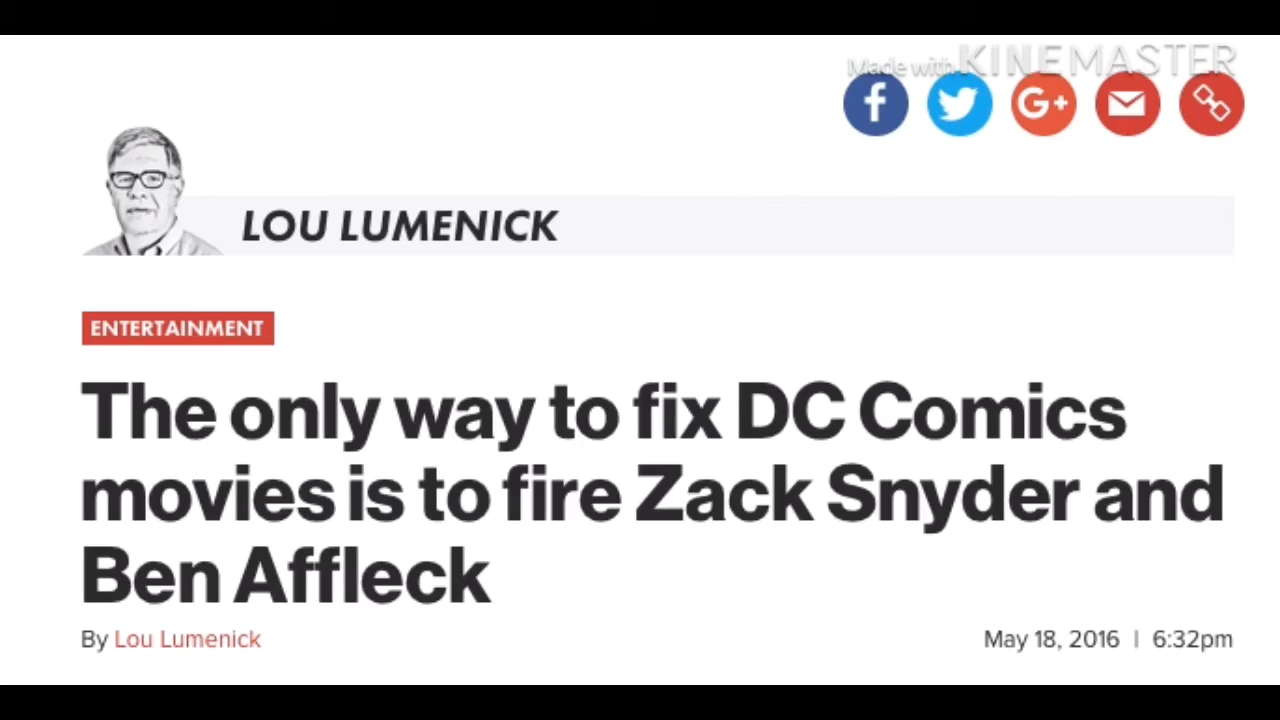 Made with KINEMASTER
f G+
LOU LUMENICK
ENTERTAINMENT
The only way to fix DC Comics
movies is to fire Zack Snyder and
Ben Affleck
By Lou Lumenick May 18, 2016 | 6:32pm